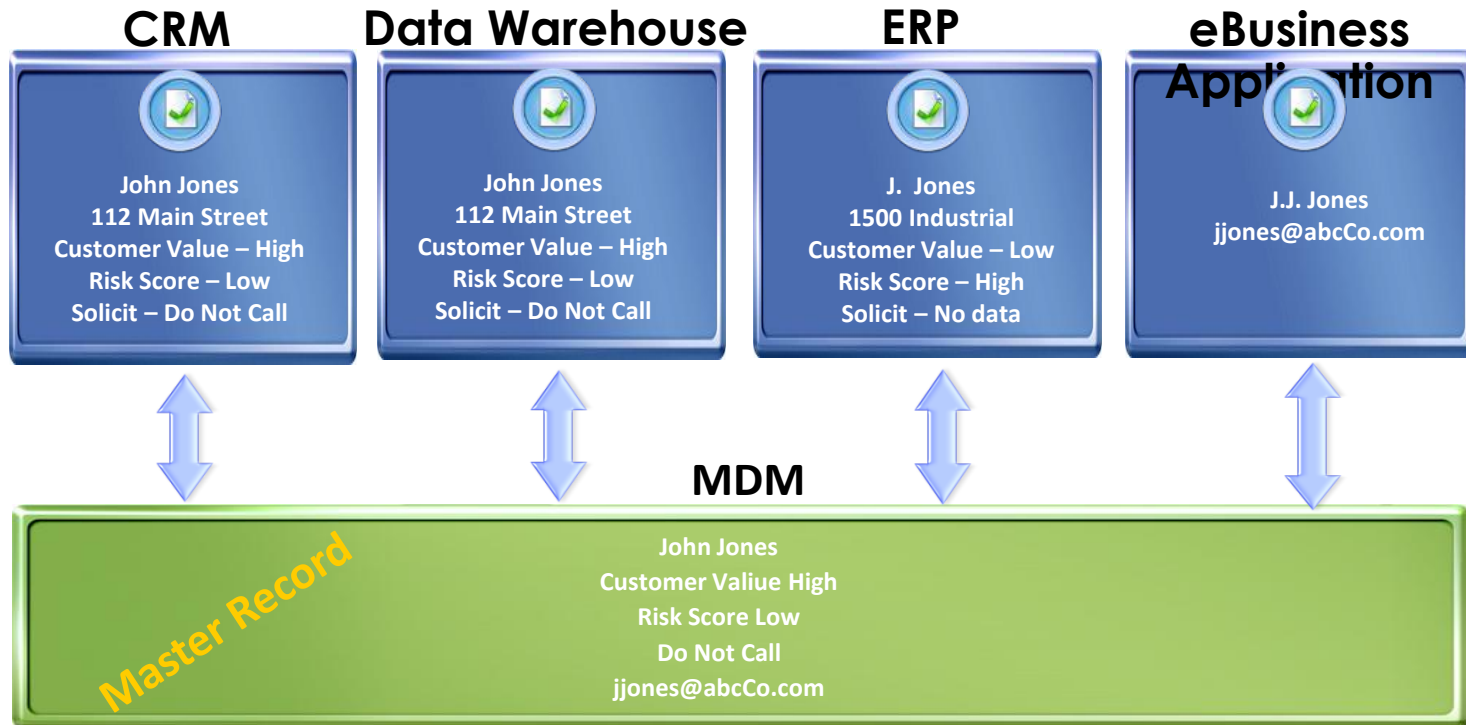 CRM
John Jones
112 Main Street
Customer Value – High
Risk Score – Low
Solicit – Do Not Call
Data Warehouse
John Jones
112 Main Street
Customer Value – High
Risk Score – Low
Solicit – Do Not Call
ERP
J. Jones
1500 Industrial
Customer Value – Low
Risk Score – High
Solicit – No data
eBusiness
Application
J.J. Jones
jjones@abcCo.com
MDM
Master Record
John Jones
Customer Valiue High
Risk Score Low
Do Not Call
jjones@abcCo.com